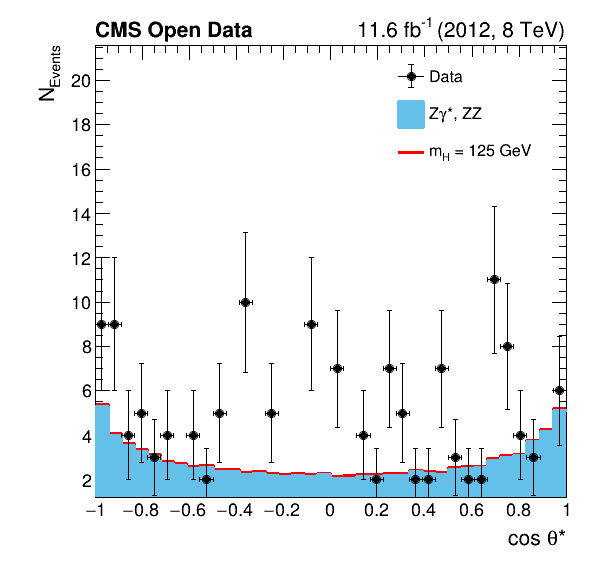 CMS Open Data 11.6 fb⁻¹ (2012, 8 TeV)
N_Events
Data
Zγ*, ZZ
m_H = 125 GeV
20
18
16
14
12
10
8
6
4
2
−1 −0.8 −0.6 −0.4 −0.2 0 0.2 0.4 0.6 0.8 1
cos θ*